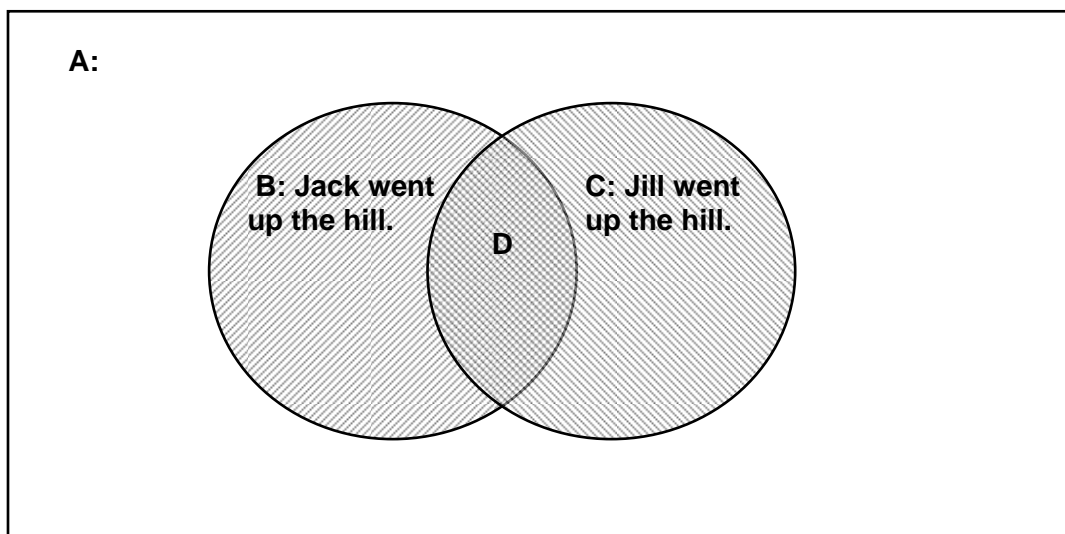 A:
B: Jack went
up the hill.
C: Jill went
up the hill.
D